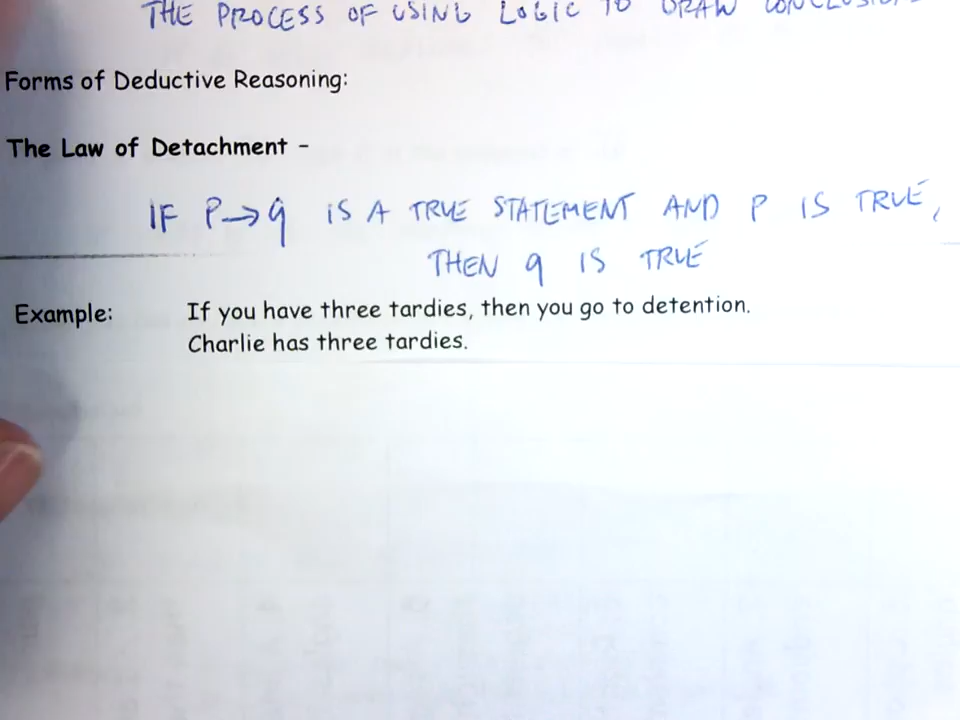 THE PROCESS OF USING LOGIC TO DRAW CONCLUSIONS
Forms of Deductive Reasoning:
The Law of Detachment -
IF P→q IS A TRUE STATEMENT AND P IS TRUE,
THEN q IS TRUE
Example: If you have three tardies, then you go to detention.
Charlie has three tardies.